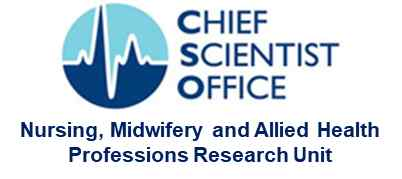 CHIEF
SCIENTIST
OFFICE
Nursing, Midwifery and Allied Health
Professions Research Unit